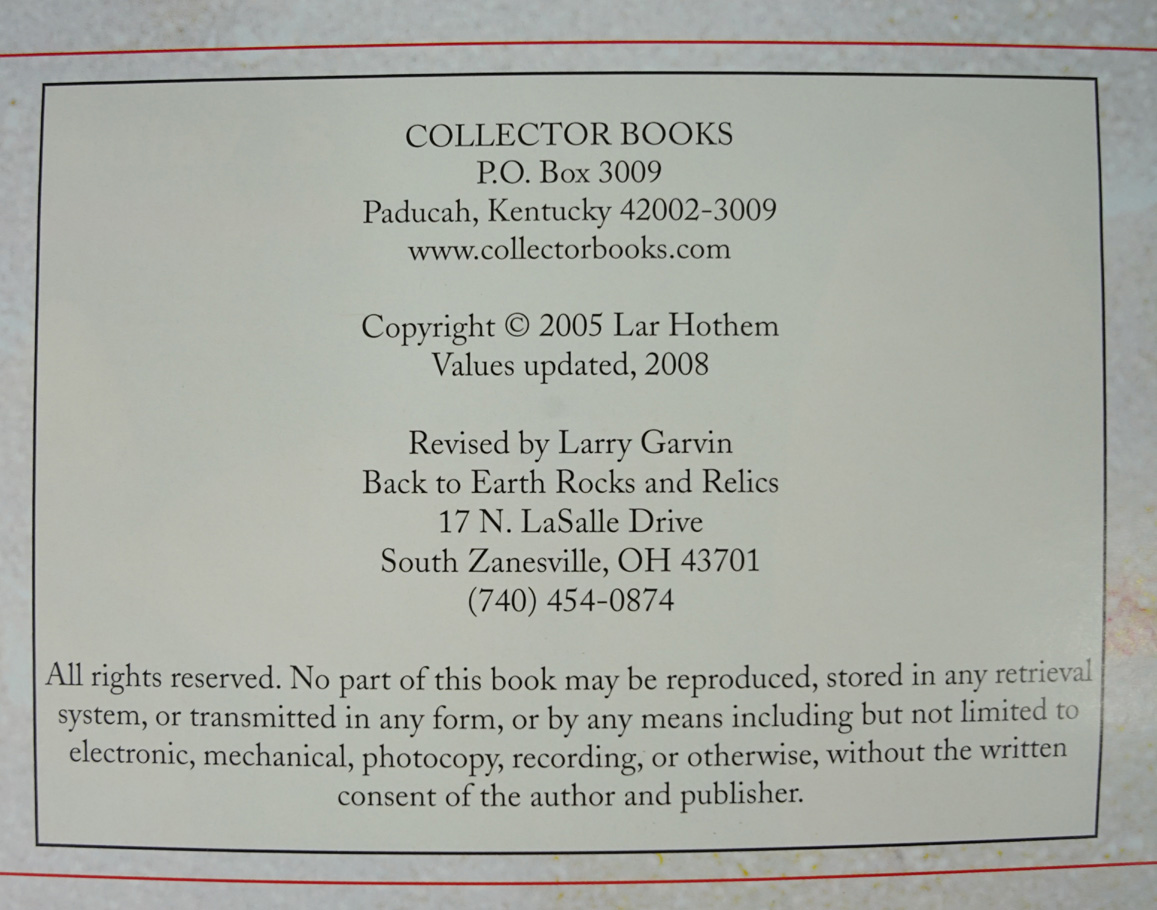 COLLECTOR BOOKS
P.O. Box 3009
Paducah, Kentucky 42002-3009
www.collectorbooks.com
Copyright © 2005 Lar Hothem
Values updated, 2008
Revised by Larry Garvin
Back to Earth Rocks and Relics
17 N. LaSalle Drive
South Zanesville, OH 43701
(740) 454-0874
All rights reserved. No part of this book may be reproduced, stored in any retrieval
system, or transmitted in any form, or by any means including but not limited to
electronic, mechanical, photocopy, recording, or otherwise, without the written
consent of the author and publisher.